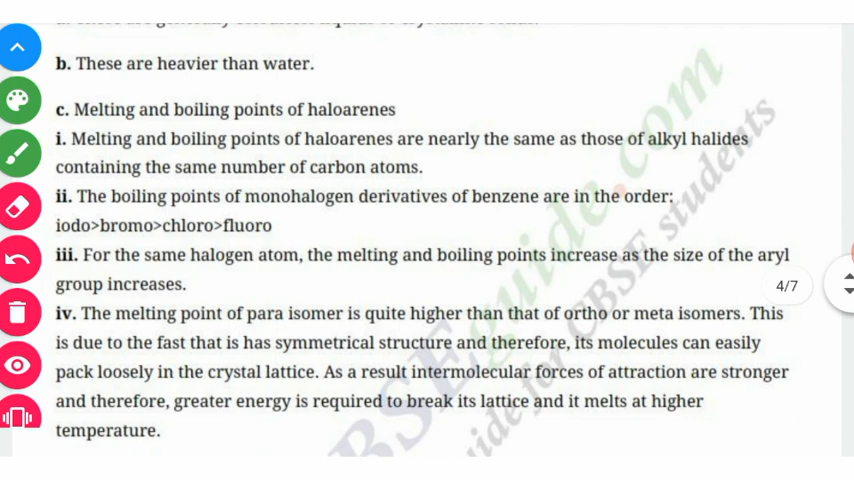 b. These are heavier than water.
c. Melting and boiling points of haloarenes
i. Melting and boiling points of haloarenes are nearly the same as those of alkyl halides
containing the same number of carbon atoms.
ii. The boiling points of monohalogen derivatives of benzene are in the order:
iodo>bromo>chloro>fluoro
iii. For the same halogen atom, the melting and boiling points increase as the size of the aryl
group increases.
4/7
iv. The melting point of para isomer is quite higher than that of ortho or meta isomers. This
is due to the fast that is has symmetrical structure and therefore, its molecules can easily
pack loosely in the crystal lattice. As a result intermolecular forces of attraction are stronger
and therefore, greater energy is required to break its lattice and it melts at higher
temperature.
BSEguide.com
ide for CBSE students